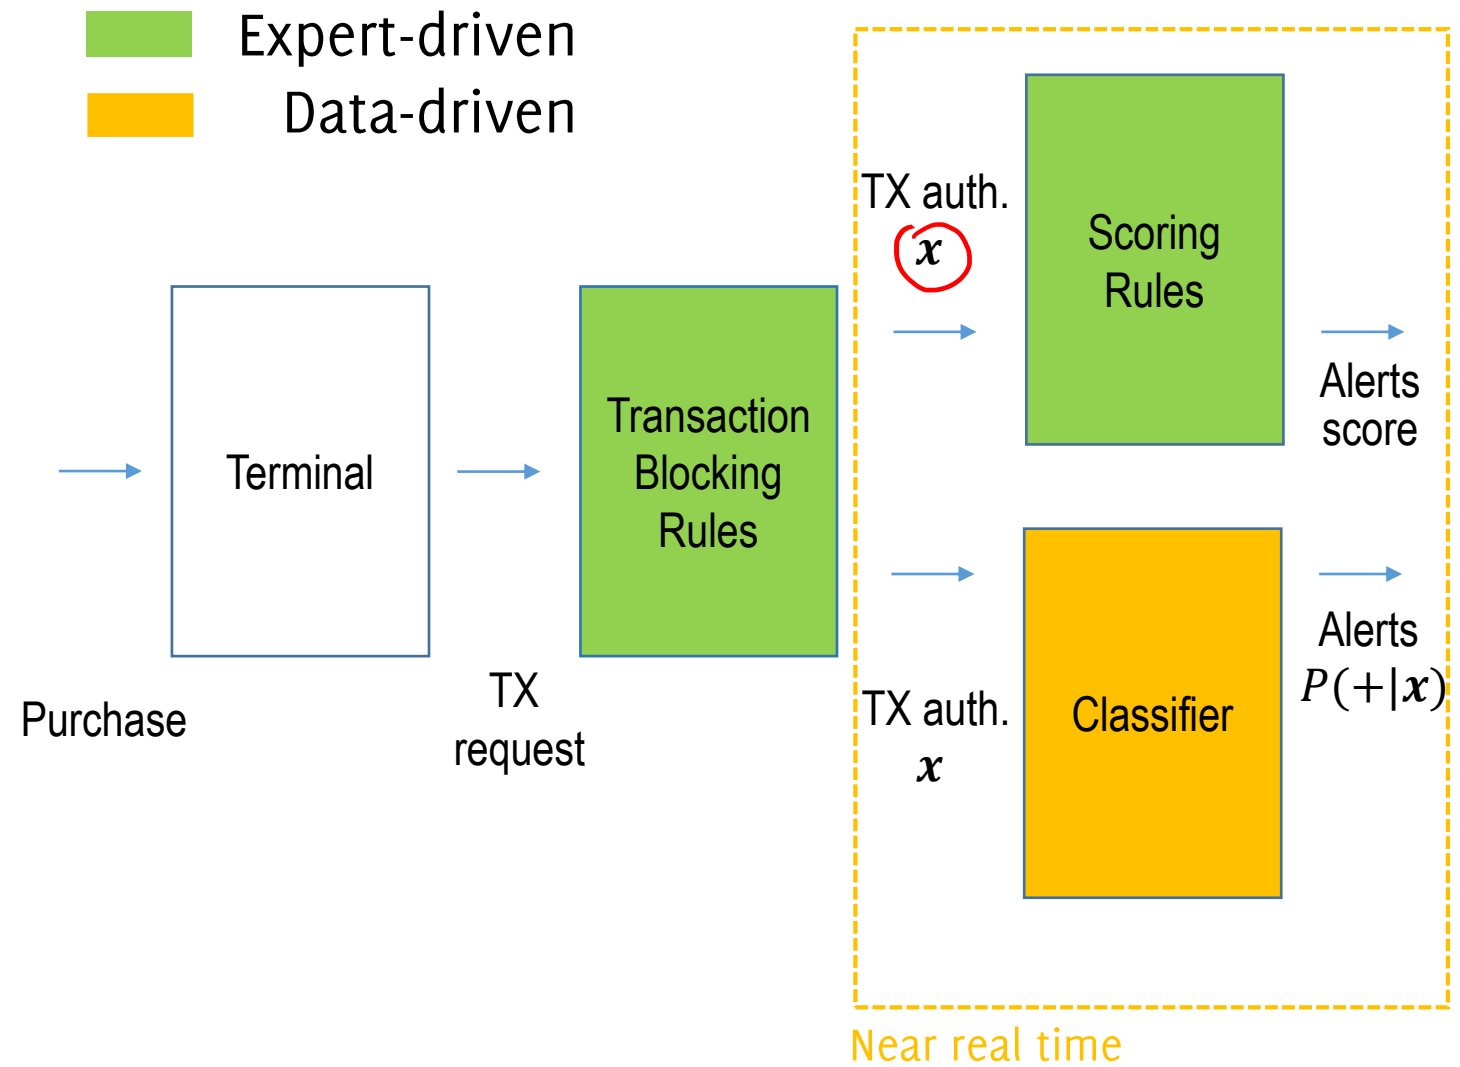 Expert-driven
Data-driven
Purchase
Terminal
TX
request
Transaction
Blocking
Rules
TX auth.
x
Scoring
Rules
Alerts
score
TX auth.
x
Classifier
Alerts
P(+|x)
Near real time